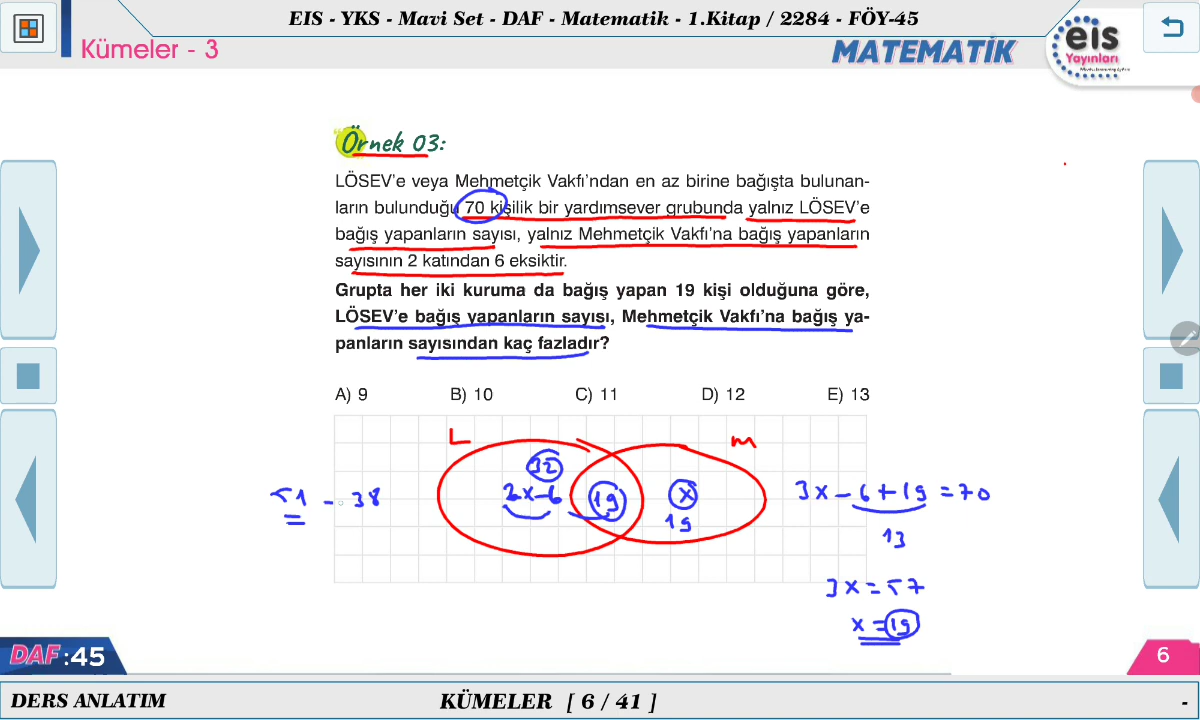 EIS - YKS - Mavi Set - DAF - Matematik - 1.Kitap / 2284 - FÖY-45
Kümeler - 3
MATEMATİK
eis
Yayınları
Örnek 03:
LÖSEV'e veya Mehmetçik Vakfı'ndan en az birine bağışta bulunan-
ların bulunduğu 70 kişilik bir yardımsever grubunda yalnız LÖSEV'e
bağış yapanların sayısı, yalnız Mehmetçik Vakfı'na bağış yapanların
sayısının 2 katından 6 eksiktir.
Grupta her iki kuruma da bağış yapan 19 kişi olduğuna göre,
LÖSEV'e bağış yapanların sayısı, Mehmetçik Vakfı'na bağış ya-
panların sayısından kaç fazladır?
A) 9 B) 10 C) 11 D) 12 E) 13
L M
32
51 - 38 2x-6 19 x 3x-6+19=70
19
13
3x=57
x=19
DAF:45
6
DERS ANLATIM KÜMELER [ 6 / 41 ] -